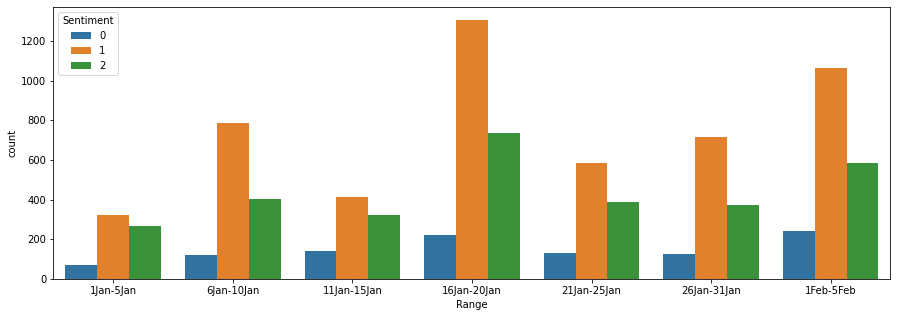 Sentiment
0
1
2
count
1200
1000
800
600
400
200
0
1Jan-5Jan 6Jan-10Jan 11Jan-15Jan 16Jan-20Jan 21Jan-25Jan 26Jan-31Jan 1Feb-5Feb
Range